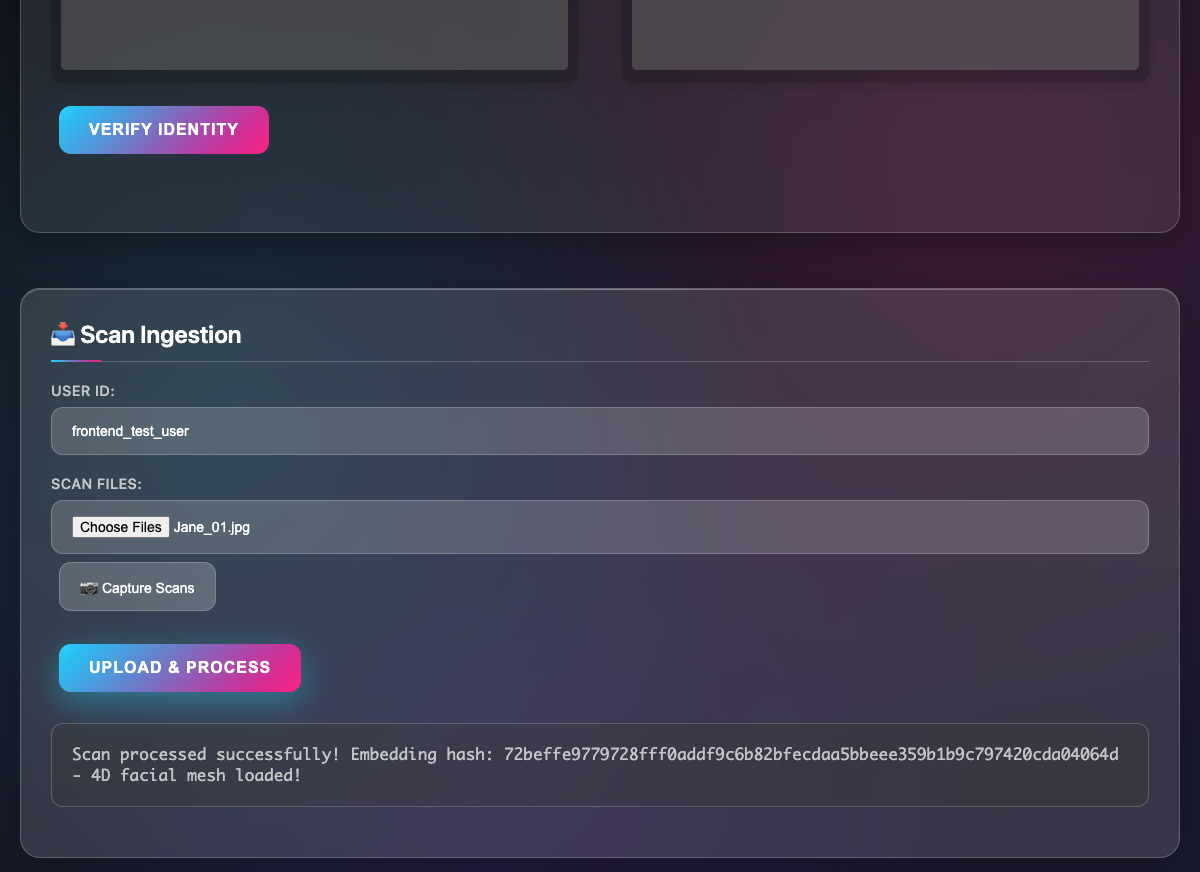 VERIFY IDENTITY
📥 Scan Ingestion
USER ID:
frontend_test_user
SCAN FILES:
Choose Files Jane_01.jpg
📷 Capture Scans
UPLOAD & PROCESS
Scan processed successfully! Embedding hash: 72beffe9779728fff0addf9c6b82bfecdaa5bbeee359b1b9c797420cda04064d
- 4D facial mesh loaded!